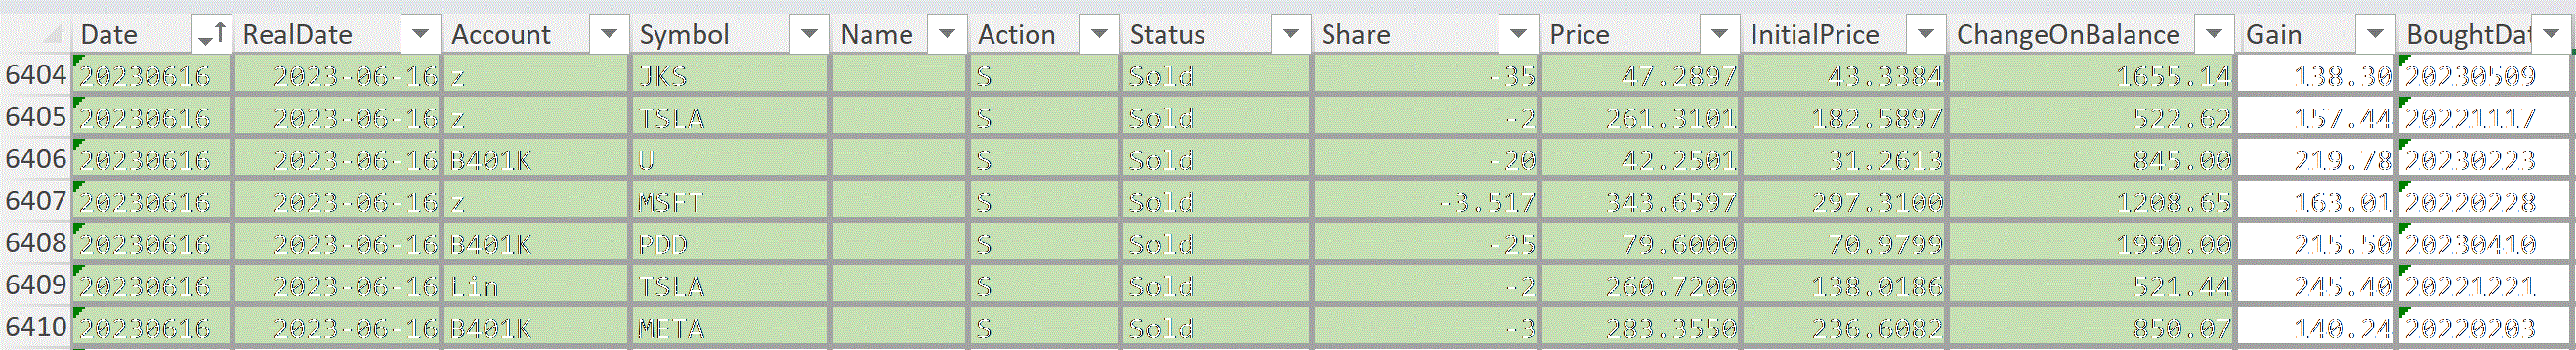 Date RealDate Account Symbol Name Action Status Share Price InitialPrice ChangeOnBalance Gain BoughtDat
6404 20230616 2023-06-16 z JKS S Sold -35 47.2897 43.3384 1655.14 138.30 20230509
6405 20230616 2023-06-16 z TSLA S Sold -2 261.3101 182.5897 522.62 157.44 20221117
6406 20230616 2023-06-16 B401K U S Sold -20 42.2501 31.2613 845.00 219.78 20230223
6407 20230616 2023-06-16 z MSFT S Sold -3.517 343.6597 297.3100 1208.65 163.01 20220228
6408 20230616 2023-06-16 B401K PDD S Sold -25 79.6000 70.9799 1990.00 215.50 20230410
6409 20230616 2023-06-16 Lin TSLA S Sold -2 260.7200 138.0186 521.44 245.40 20221221
6410 20230616 2023-06-16 B401K META S Sold -3 283.3550 236.6082 850.07 140.24 20220203